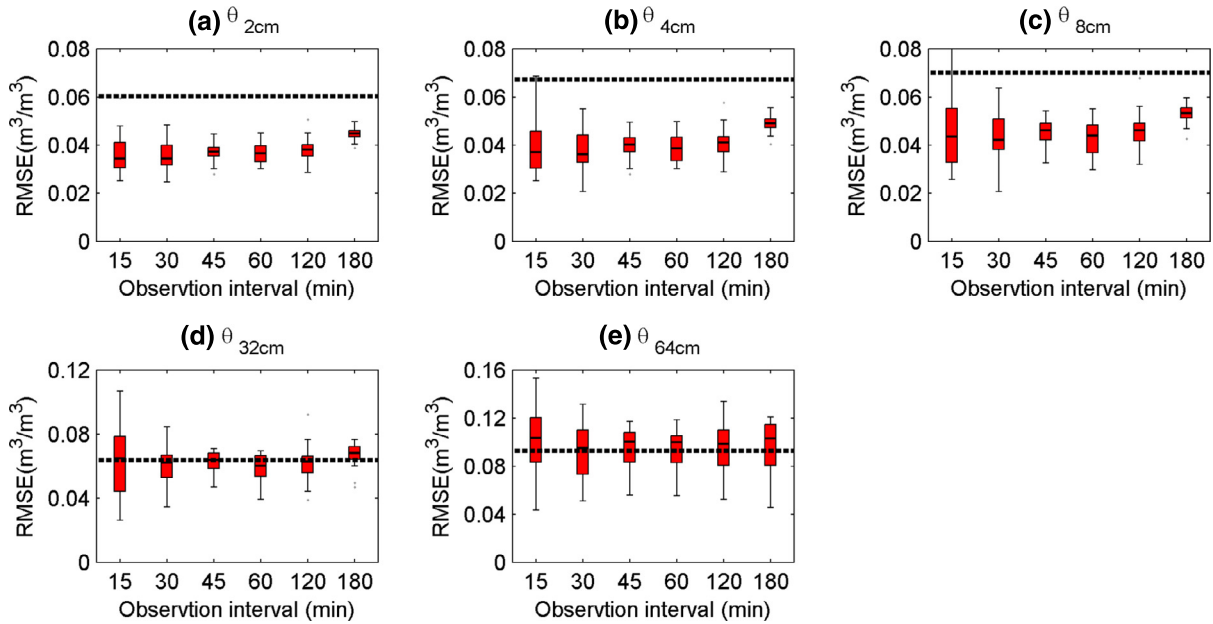 (a) θ 2cm
0.08
0.06
0.04
0.02
0
RMSE(m³/m³)
15 30 45 60 120 180
Observtion interval (min)
(b) θ 4cm
0.08
0.06
0.04
0.02
0
RMSE(m³/m³)
15 30 45 60 120 180
Observtion interval (min)
(c) θ 8cm
0.08
0.06
0.04
0.02
0
RMSE(m³/m³)
15 30 45 60 120 180
Observtion interval (min)
(d) θ 32cm
0.12
0.08
0.04
0
RMSE(m³/m³)
15 30 45 60 120 180
Observtion interval (min)
(e) θ 64cm
0.16
0.12
0.08
0.04
0
RMSE(m³/m³)
15 30 45 60 120 180
Observtion interval (min)